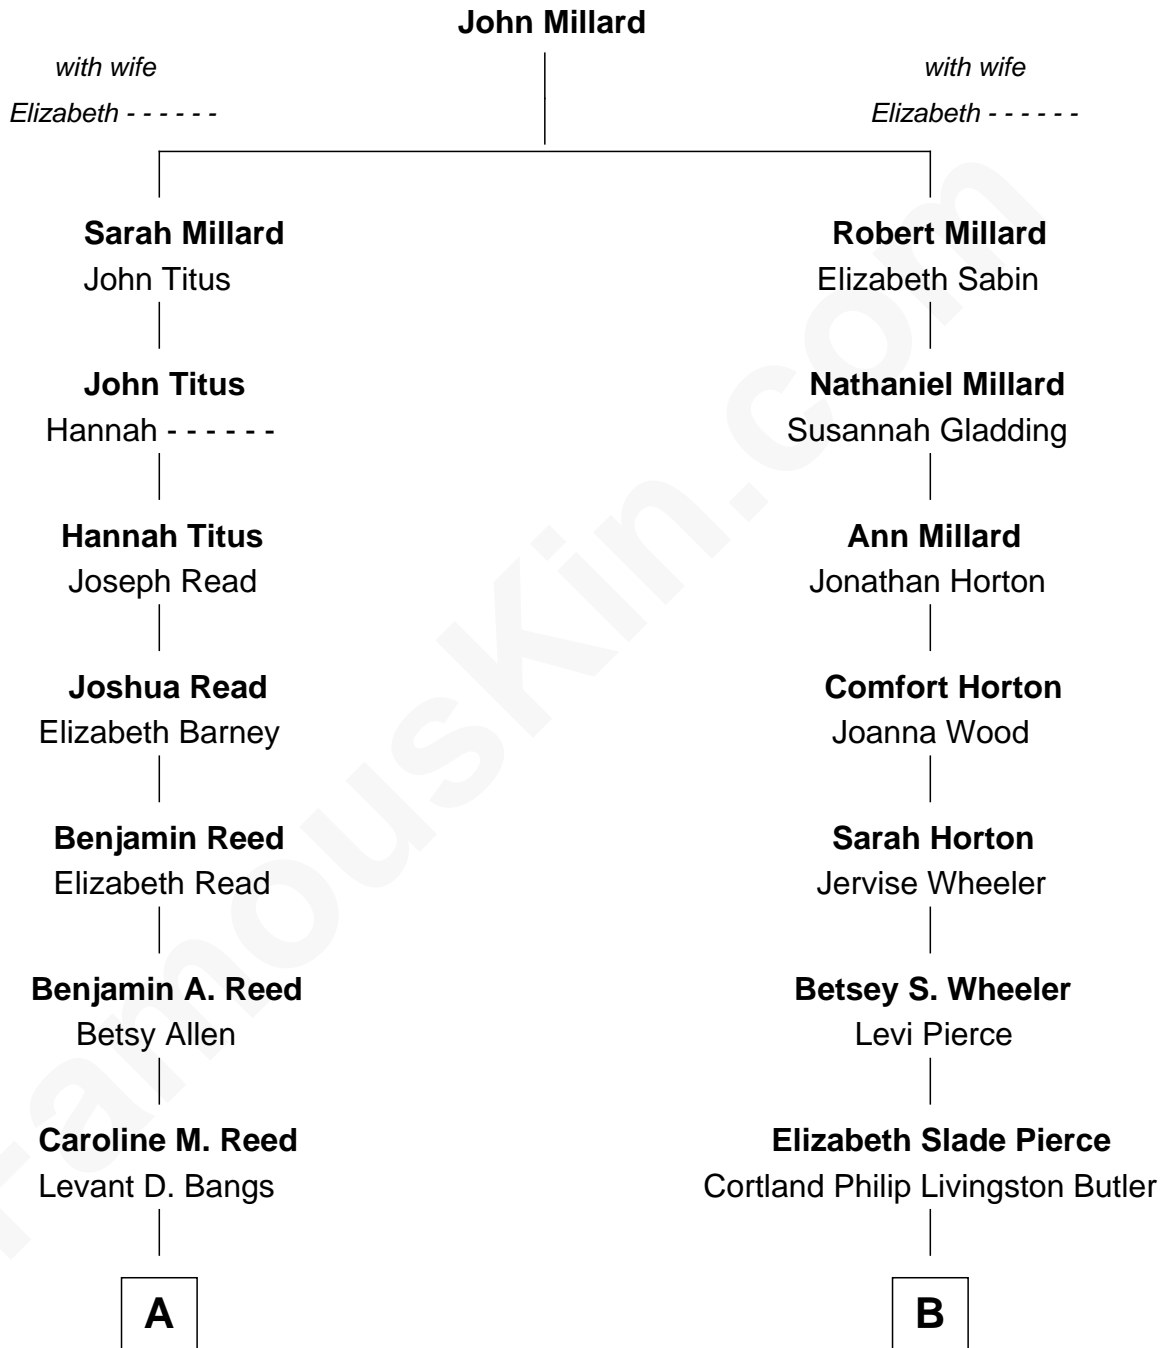 John Millard
with wife
Elizabeth - - - - - -
with wife
Elizabeth - - - - - -
Sarah Millard
John Titus
Robert Millard
Elizabeth Sabin
John Titus
Hannah - - - - - -
Nathaniel Millard
Susannah Gladding
Hannah Titus
Joseph Read
Ann Millard
Jonathan Horton
Joshua Read
Elizabeth Barney
Comfort Horton
Joanna Wood
Benjamin Reed
Elizabeth Read
Sarah Horton
Jervise Wheeler
Benjamin A. Reed
Betsy Allen
Betsey S. Wheeler
Levi Pierce
Caroline M. Reed
Levant D. Bangs
Elizabeth Slade Pierce
Cortland Philip Livingston Butler
A
B
FamousKin.com